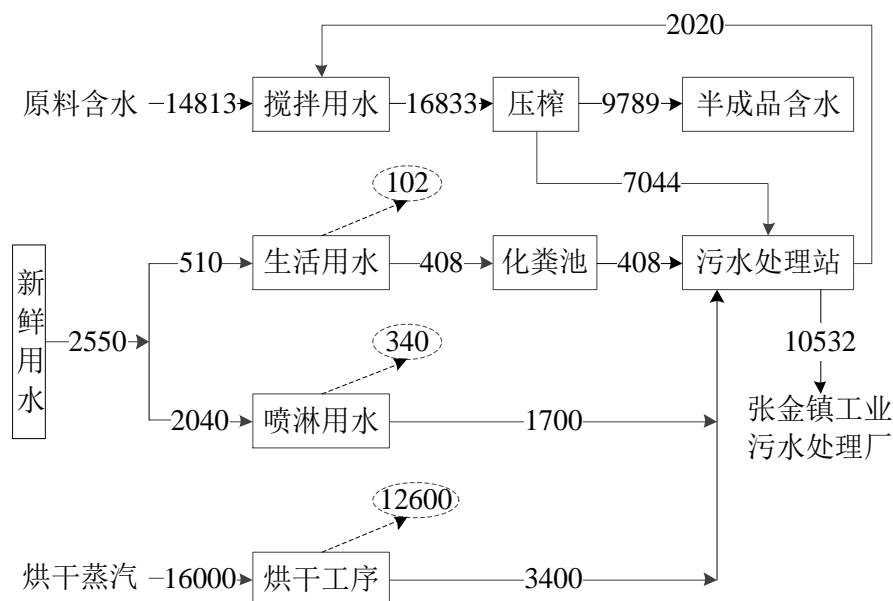 2020
原料含水
14813
搅拌用水
16833
压榨
9789
半成品含水
7044
102
新鲜用水
2550
510
生活用水
408
化粪池
408
污水处理站
340
10532
2040
喷淋用水
1700
张金镇工业
污水处理厂
12600
烘干蒸汽
16000
烘干工序
3400